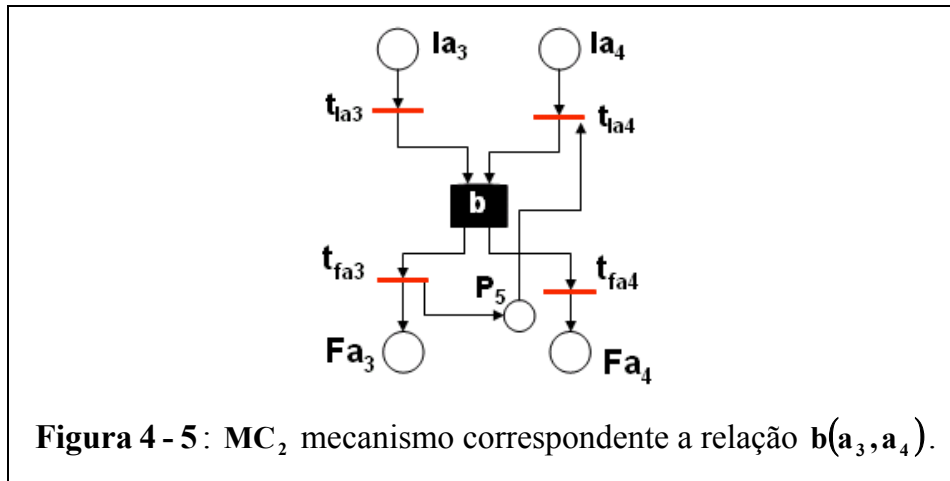 Ia₃ Ia₄
tIa3 tIa4
b
tfa3 P₅ tfa4
Fa₃ Fa₄
Figura 4 - 5 : MC₂ mecanismo correspondente a relação b(a₃,a₄).